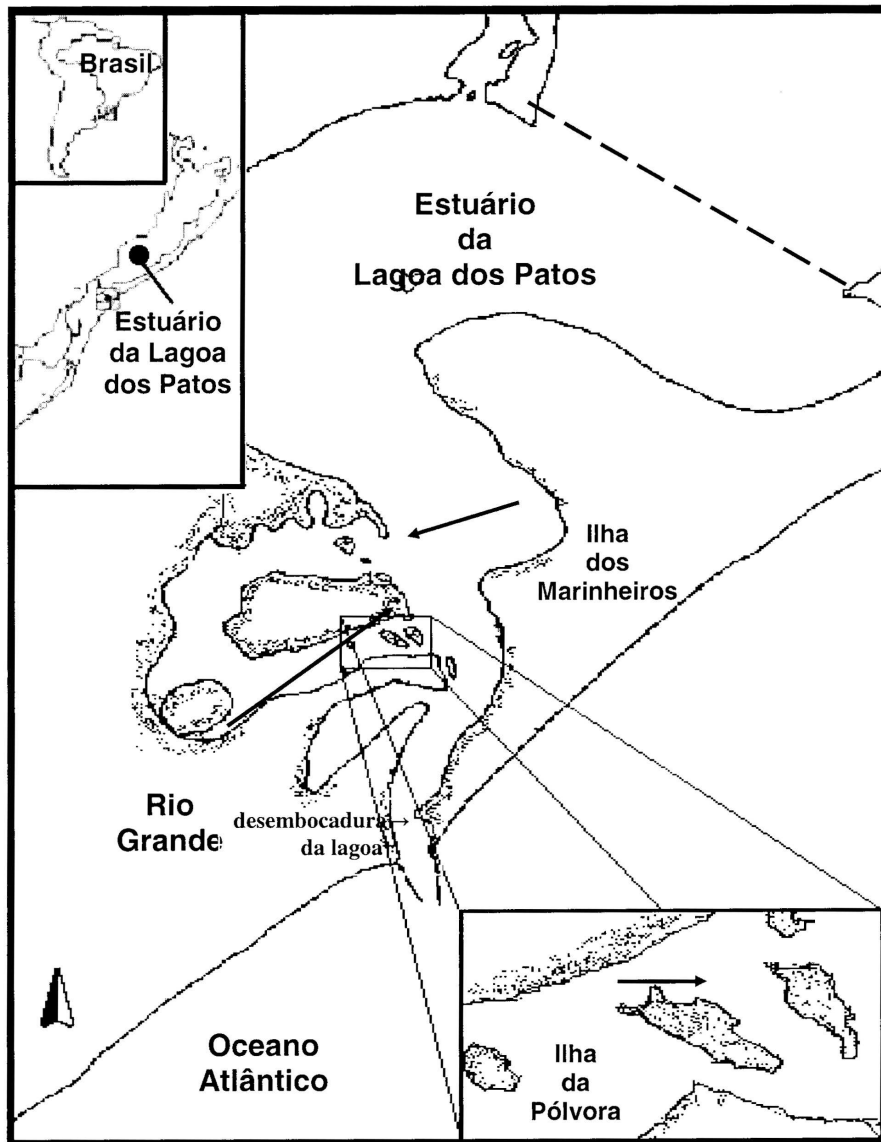 Brasil
Estuário
da Lagoa
dos Patos
Estuário
da
Lagoa dos Patos
Ilha
dos
Marinheiros
Rio
Grande
desembocadura→
da lagoa
Oceano
Atlântico
Ilha
da
Pólvora